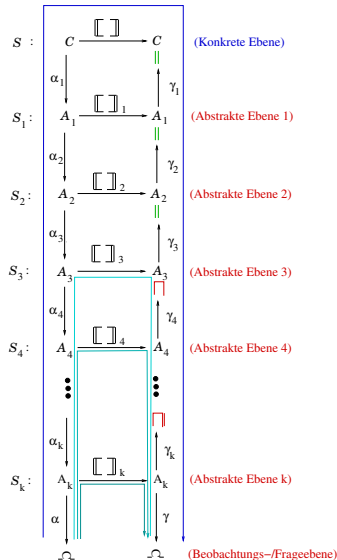 S : C ⟦ ⟧ C (Konkrete Ebene)
α1 γ1
S1 : A1 ⟦ ⟧1 A1 (Abstrakte Ebene 1)
α2 γ2
S2 : A2 ⟦ ⟧2 A2 (Abstrakte Ebene 2)
α3 γ3
S3 : A3 ⟦ ⟧3 A3 (Abstrakte Ebene 3)
α4 γ4
S4 : A4 ⟦ ⟧4 A4 (Abstrakte Ebene 4)
αk γk
Sk : Ak ⟦ ⟧k Ak (Abstrakte Ebene k)
α γ
(Beobachtungs-/Frageebene)